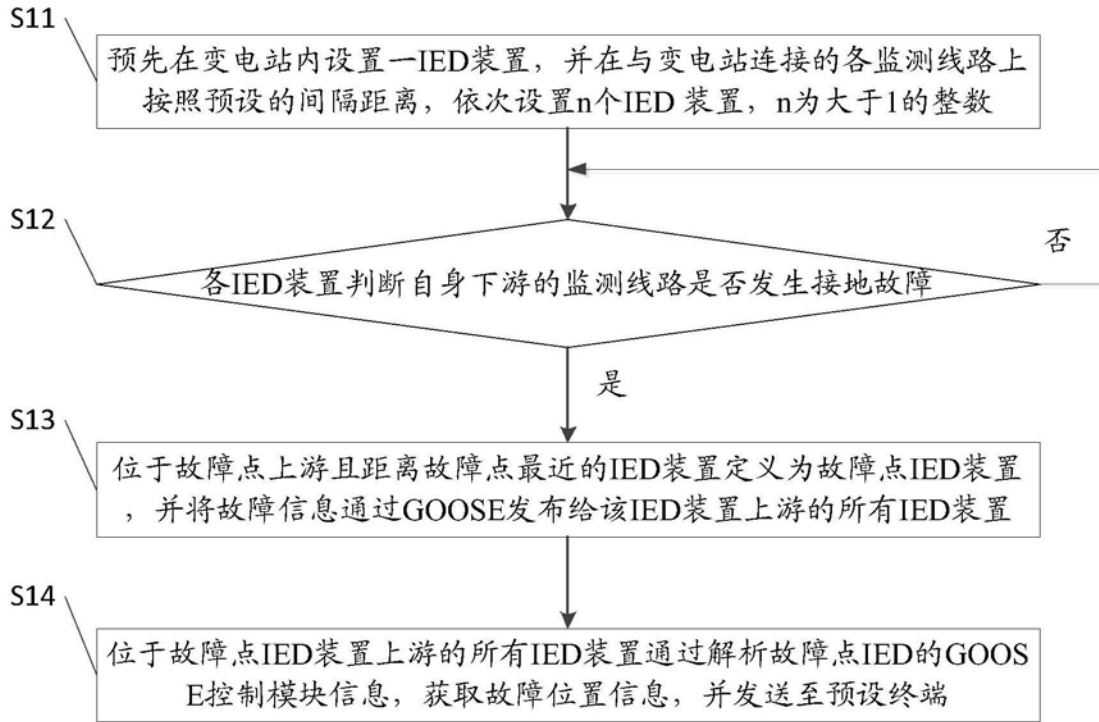 S11
预先在变电站内设置一IED装置，并在与变电站连接的各监测线路上
按照预设的间隔距离，依次设置n个IED 装置，n为大于1的整数
S12
否
各IED装置判断自身下游的监测线路是否发生接地故障
是
S13
位于故障点上游且距离故障点最近的IED装置定义为故障点IED装置
，并将故障信息通过GOOSE发布给该IED装置上游的所有IED装置
S14
位于故障点IED装置上游的所有IED装置通过解析故障点IED的GOOS
E控制模块信息，获取故障位置信息，并发送至预设终端